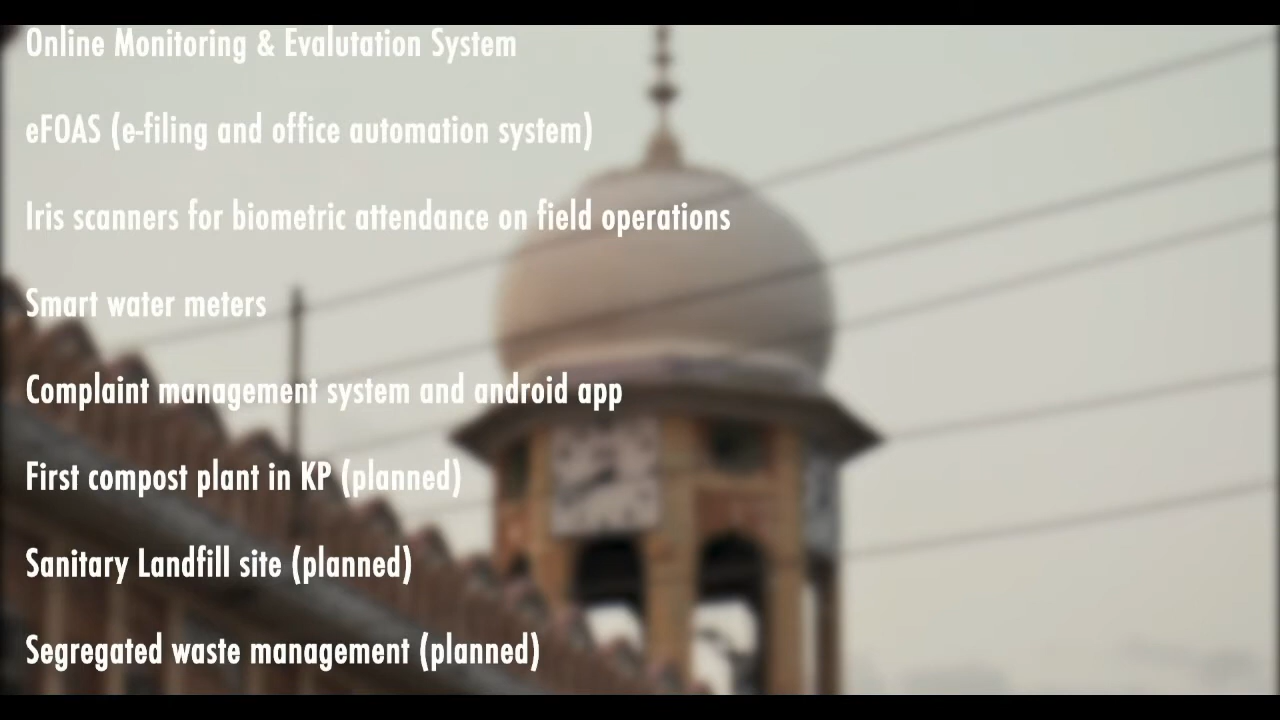 Online Monitoring & Evalutation System
eFOAS (e-filing and office automation system)
Iris scanners for biometric attendance on field operations
Smart water meters
Complaint management system and android app
First compost plant in KP (planned)
Sanitary Landfill site (planned)
Segregated waste management (planned)